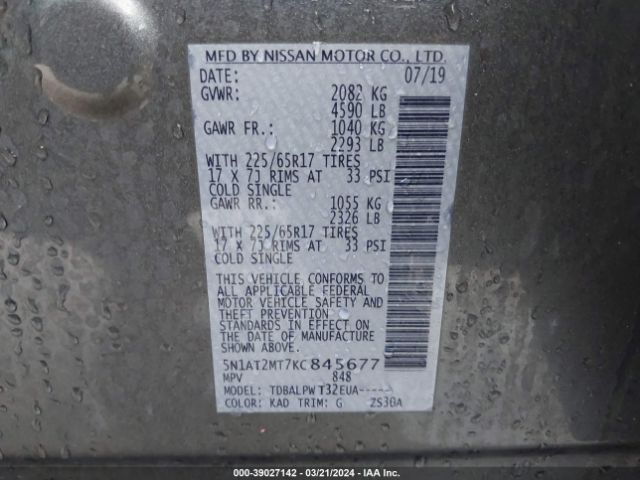 MFD BY NISSAN MOTOR CO., LTD.
DATE: 07/19
GVWR: 2082 KG
4590 LB
GAWR FR.: 1040 KG
2293 LB
WITH 225/65R17 TIRES
17 X 7J RIMS AT 33 PSI
COLD SINGLE
GAWR RR.: 1055 KG
2326 LB
WITH 225/65R17 TIRES
17 X 7J RIMS AT 33 PSI
COLD SINGLE
THIS VEHICLE CONFORMS TO
ALL APPLICABLE FEDERAL
MOTOR VEHICLE SAFETY AND
THEFT PREVENTION
STANDARDS IN EFFECT ON
THE DATE OF MANUFACTURE
SHOWN ABOVE.
5N1AT2MT7KC845677
MPV 848
MODEL: TDBALPWT32EUA-----
COLOR: KAD TRIM: G ZS30A
000-39027142 - 03/21/2024 - IAA Inc.